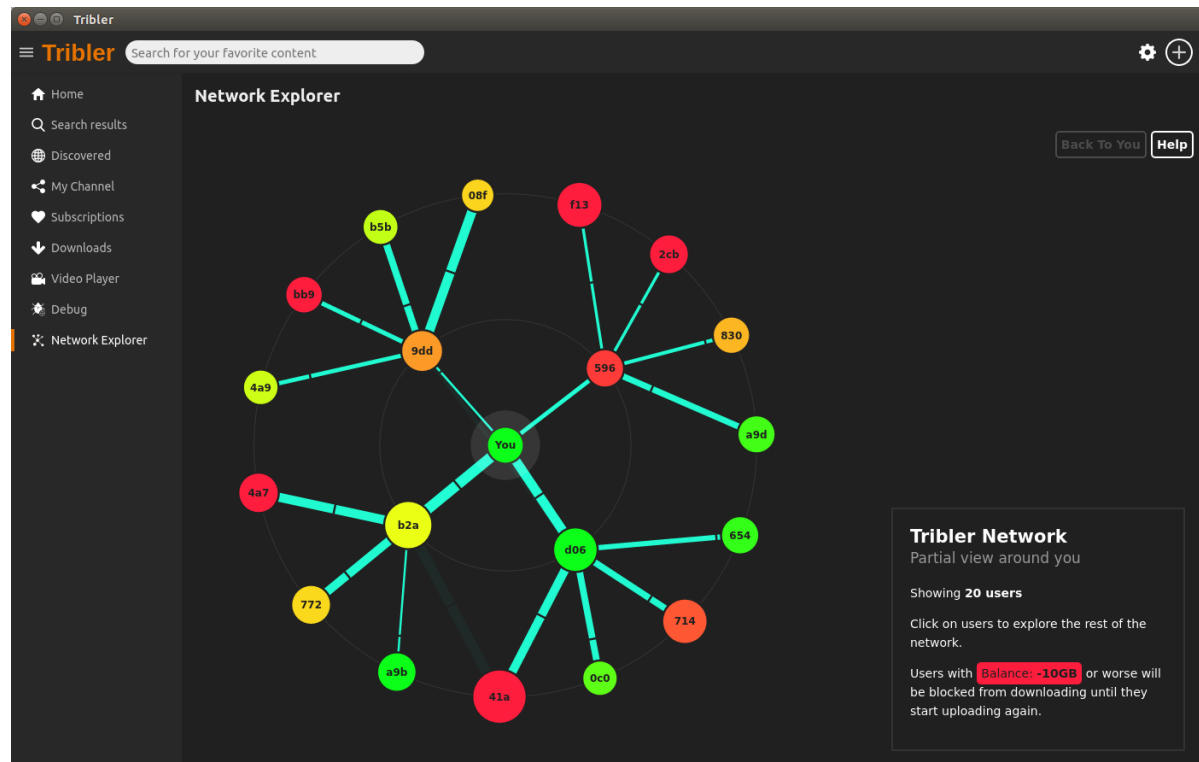 Tribler
Tribler
Search for your favorite content
Home
Search results
Discovered
My Channel
Subscriptions
Downloads
Video Player
Debug
Network Explorer
Network Explorer
Back To You
Help
08f
f13
b5b
2cb
bb9
830
9dd
596
4a9
a9d
You
4a7
b2a
654
d06
772
714
a9b
0c0
41a
Tribler Network
Partial view around you
Showing 20 users
Click on users to explore the rest of the
network.
Users with Balance: -10GB or worse will
be blocked from downloading until they
start uploading again.